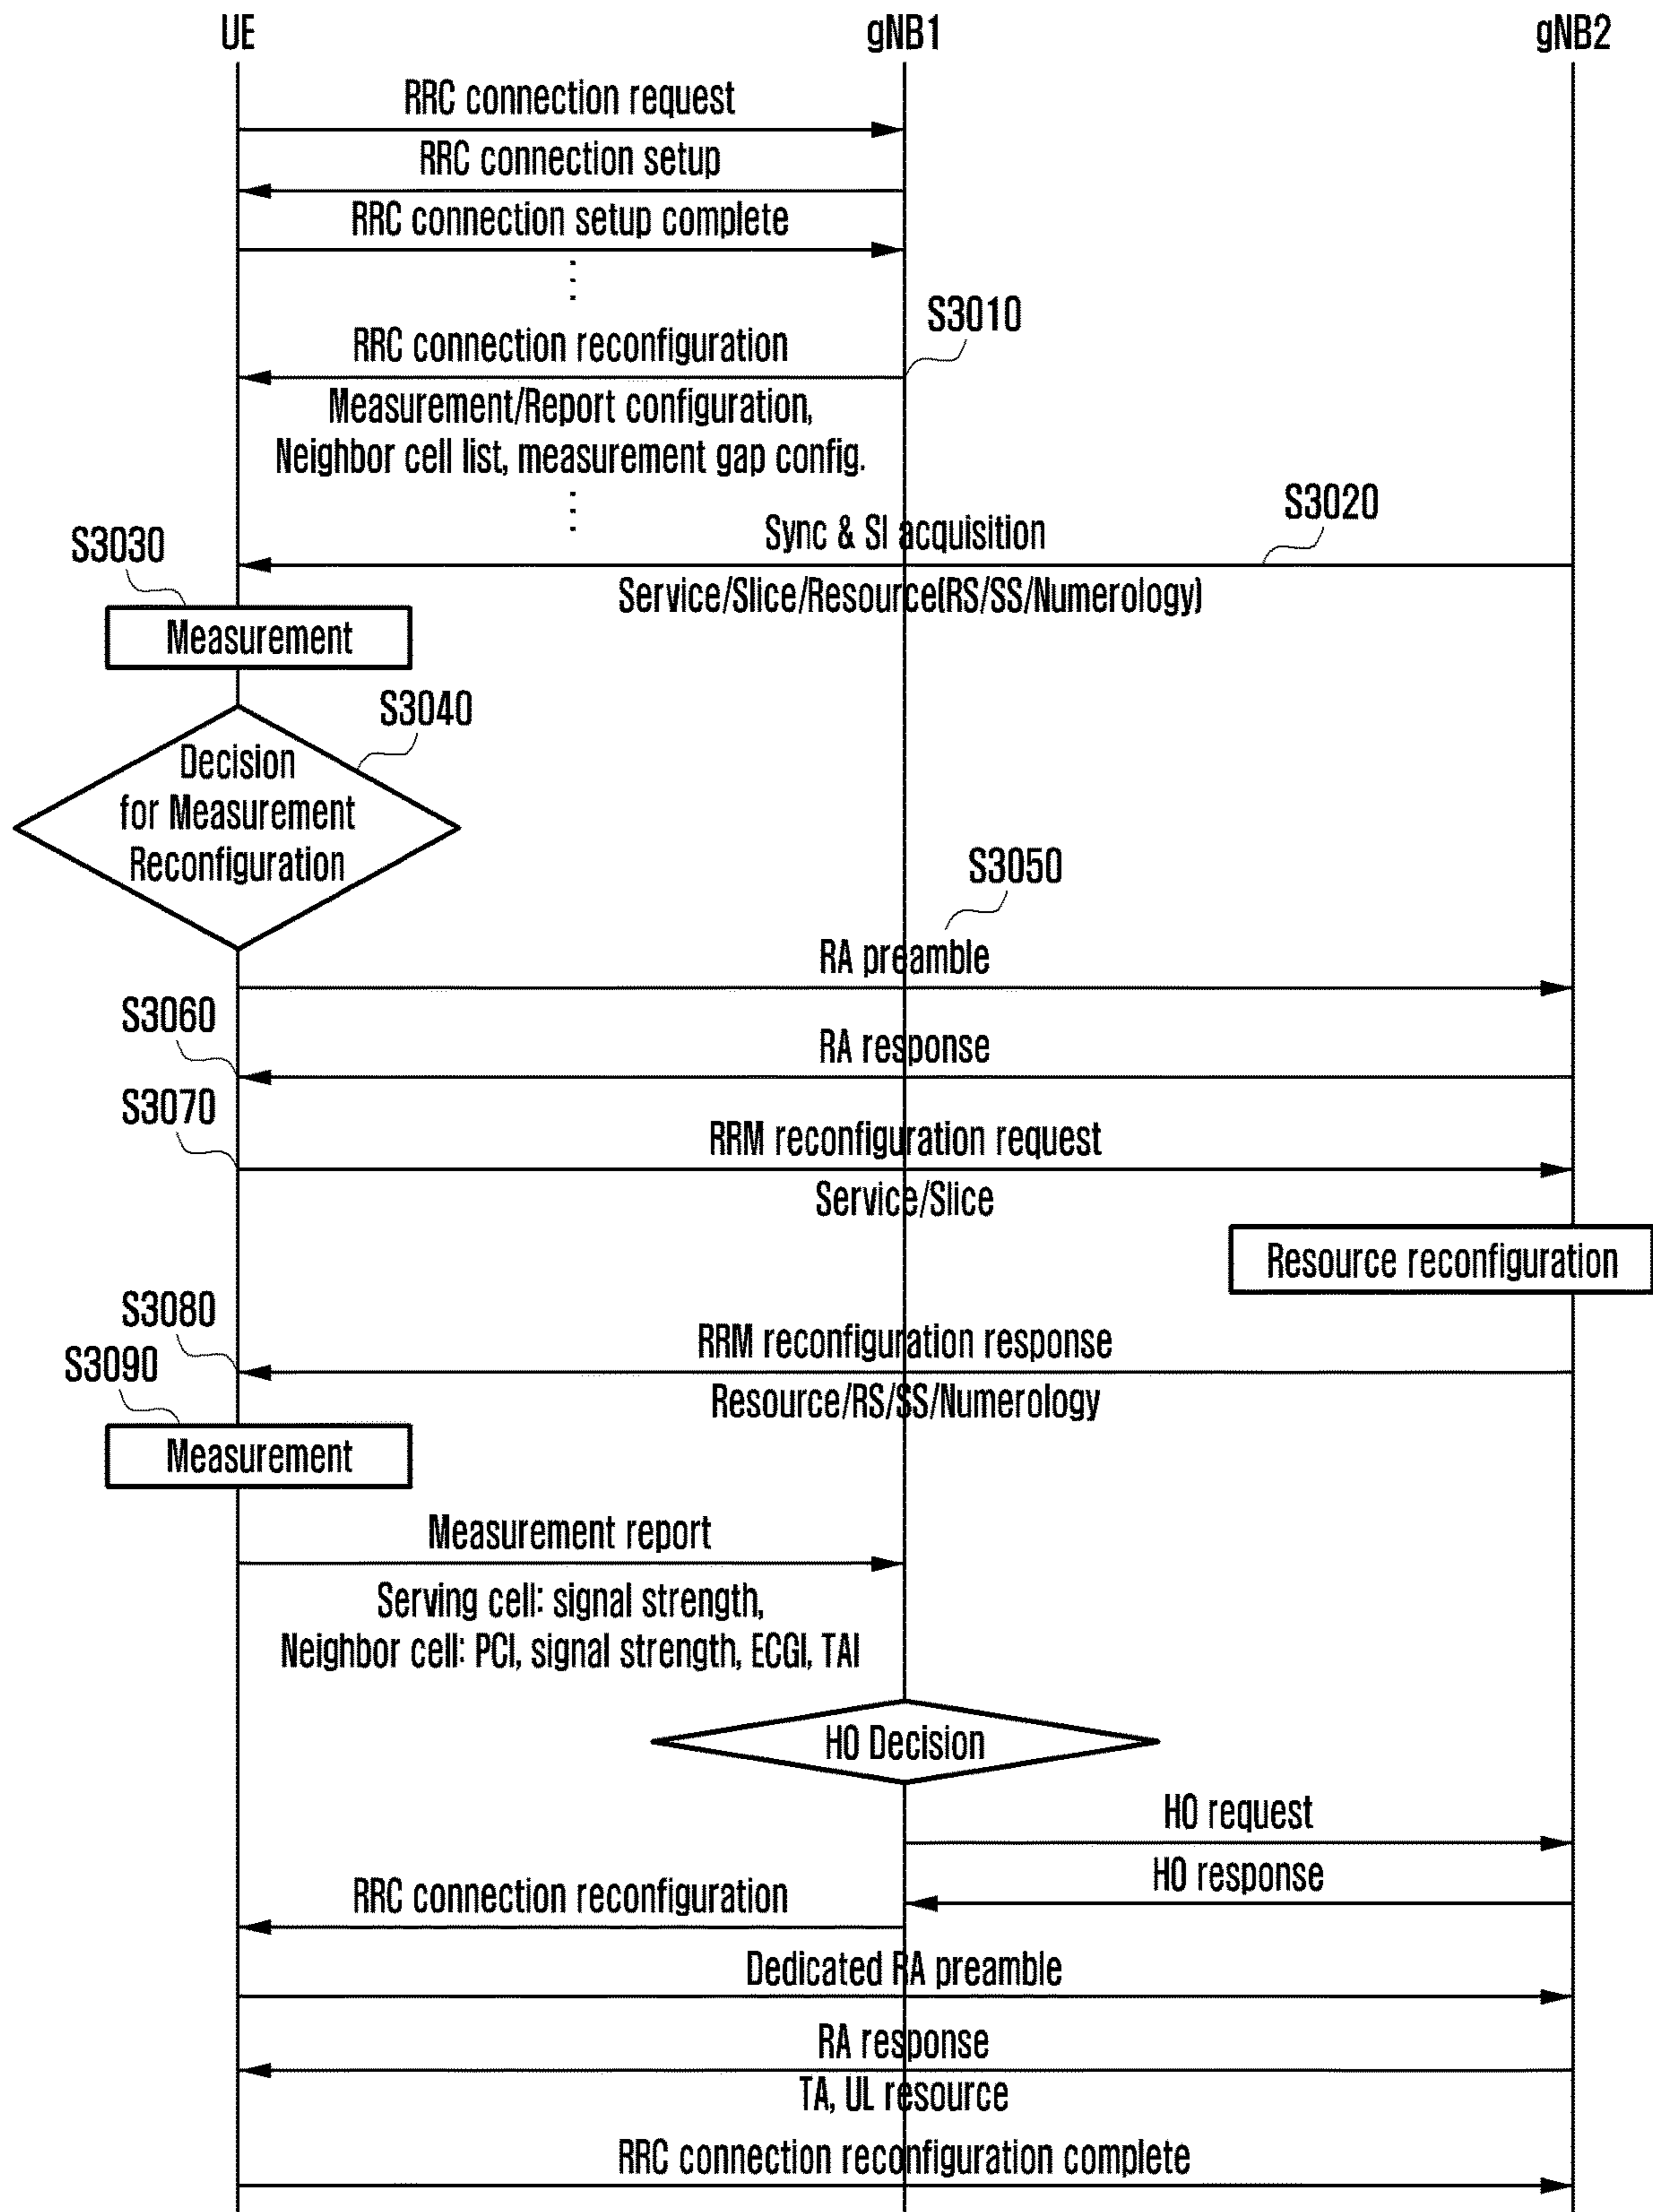 UE
gNB1
gNB2
RRC connection request
RRC connection setup
RRC connection setup complete
S3010
RRC connection reconfiguration
Measurement/Report configuration,
Neighbor cell list, measurement gap config.
S3020
Sync & SI acquisition
S3030
Service/Slice/Resource(RS/SS/Numerology)
Measurement
S3040
Decision
for Measurement
Reconfiguration
S3050
RA preamble
S3060
RA response
S3070
RRM reconfiguration request
Service/Slice
Resource reconfiguration
S3080
RRM reconfiguration response
S3090
Resource/RS/SS/Numerology
Measurement
Measurement report
Serving cell: signal strength,
Neighbor cell: PCI, signal strength, ECGI, TAI
HO Decision
HO request
HO response
RRC connection reconfiguration
Dedicated RA preamble
RA response
TA, UL resource
RRC connection reconfiguration complete